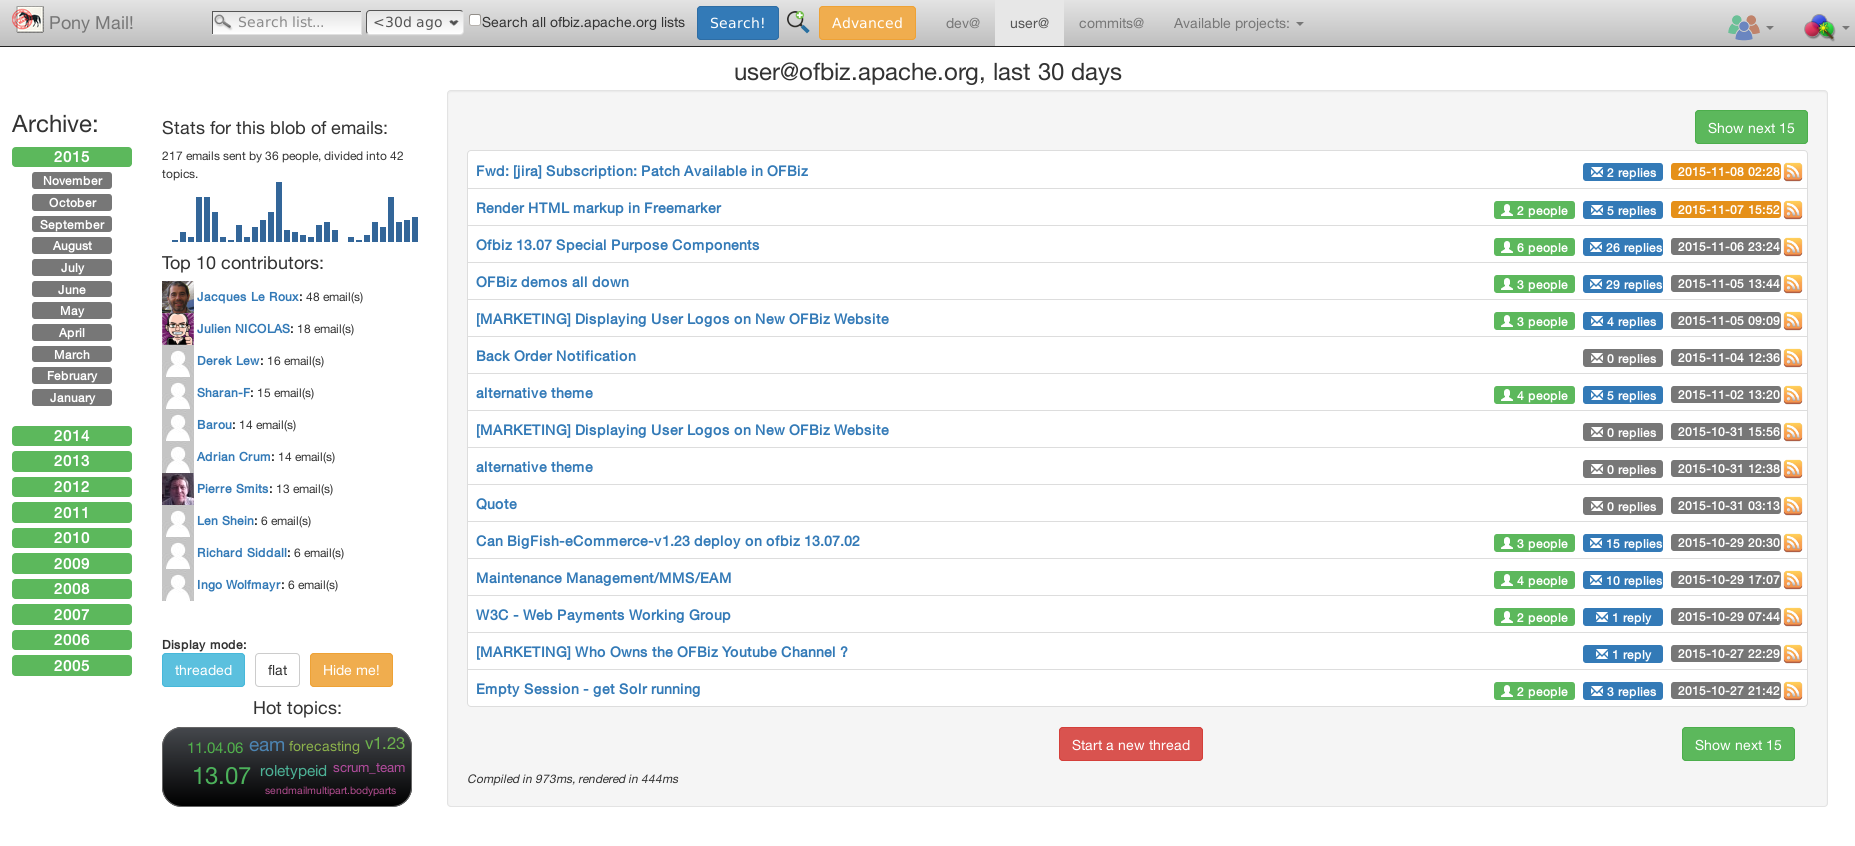 Pony Mail!
Search list...
<30d ago
Search all ofbiz.apache.org lists
Search!
Advanced
dev@
user@
commits@
Available projects:
user@ofbiz.apache.org, last 30 days
Archive:
2015
November
October
September
August
July
June
May
April
March
February
January
2014
2013
2012
2011
2010
2009
2008
2007
2006
2005
Stats for this blob of emails:
217 emails sent by 36 people, divided into 42
topics.
Top 10 contributors:
Jacques Le Roux: 48 email(s)
Julien NICOLAS: 18 email(s)
Derek Lew: 16 email(s)
Sharan-F: 15 email(s)
Barou: 14 email(s)
Adrian Crum: 14 email(s)
Pierre Smits: 13 email(s)
Len Shein: 6 email(s)
Richard Siddall: 6 email(s)
Ingo Wolfmayr: 6 email(s)
Display mode:
threaded flat Hide me!
Hot topics:
11.04.06 eam forecasting v1.23
13.07 roletypeid scrum_team
sendmailmultipart.bodyparts
Show next 15
Fwd: [jira] Subscription: Patch Available in OFBiz 2 replies 2015-11-08 02:28
Render HTML markup in Freemarker 2 people 5 replies 2015-11-07 15:52
Ofbiz 13.07 Special Purpose Components 6 people 26 replies 2015-11-06 23:24
OFBiz demos all down 3 people 29 replies 2015-11-05 13:44
[MARKETING] Displaying User Logos on New OFBiz Website 3 people 4 replies 2015-11-05 09:09
Back Order Notification 0 replies 2015-11-04 12:36
alternative theme 4 people 5 replies 2015-11-02 13:20
[MARKETING] Displaying User Logos on New OFBiz Website 0 replies 2015-10-31 15:56
alternative theme 0 replies 2015-10-31 12:38
Quote 0 replies 2015-10-31 03:13
Can BigFish-eCommerce-v1.23 deploy on ofbiz 13.07.02 3 people 15 replies 2015-10-29 20:30
Maintenance Management/MMS/EAM 4 people 10 replies 2015-10-29 17:07
W3C - Web Payments Working Group 2 people 1 reply 2015-10-29 07:44
[MARKETING] Who Owns the OFBiz Youtube Channel ? 1 reply 2015-10-27 22:29
Empty Session - get Solr running 2 people 3 replies 2015-10-27 21:42
Start a new thread
Show next 15
Compiled in 973ms, rendered in 444ms